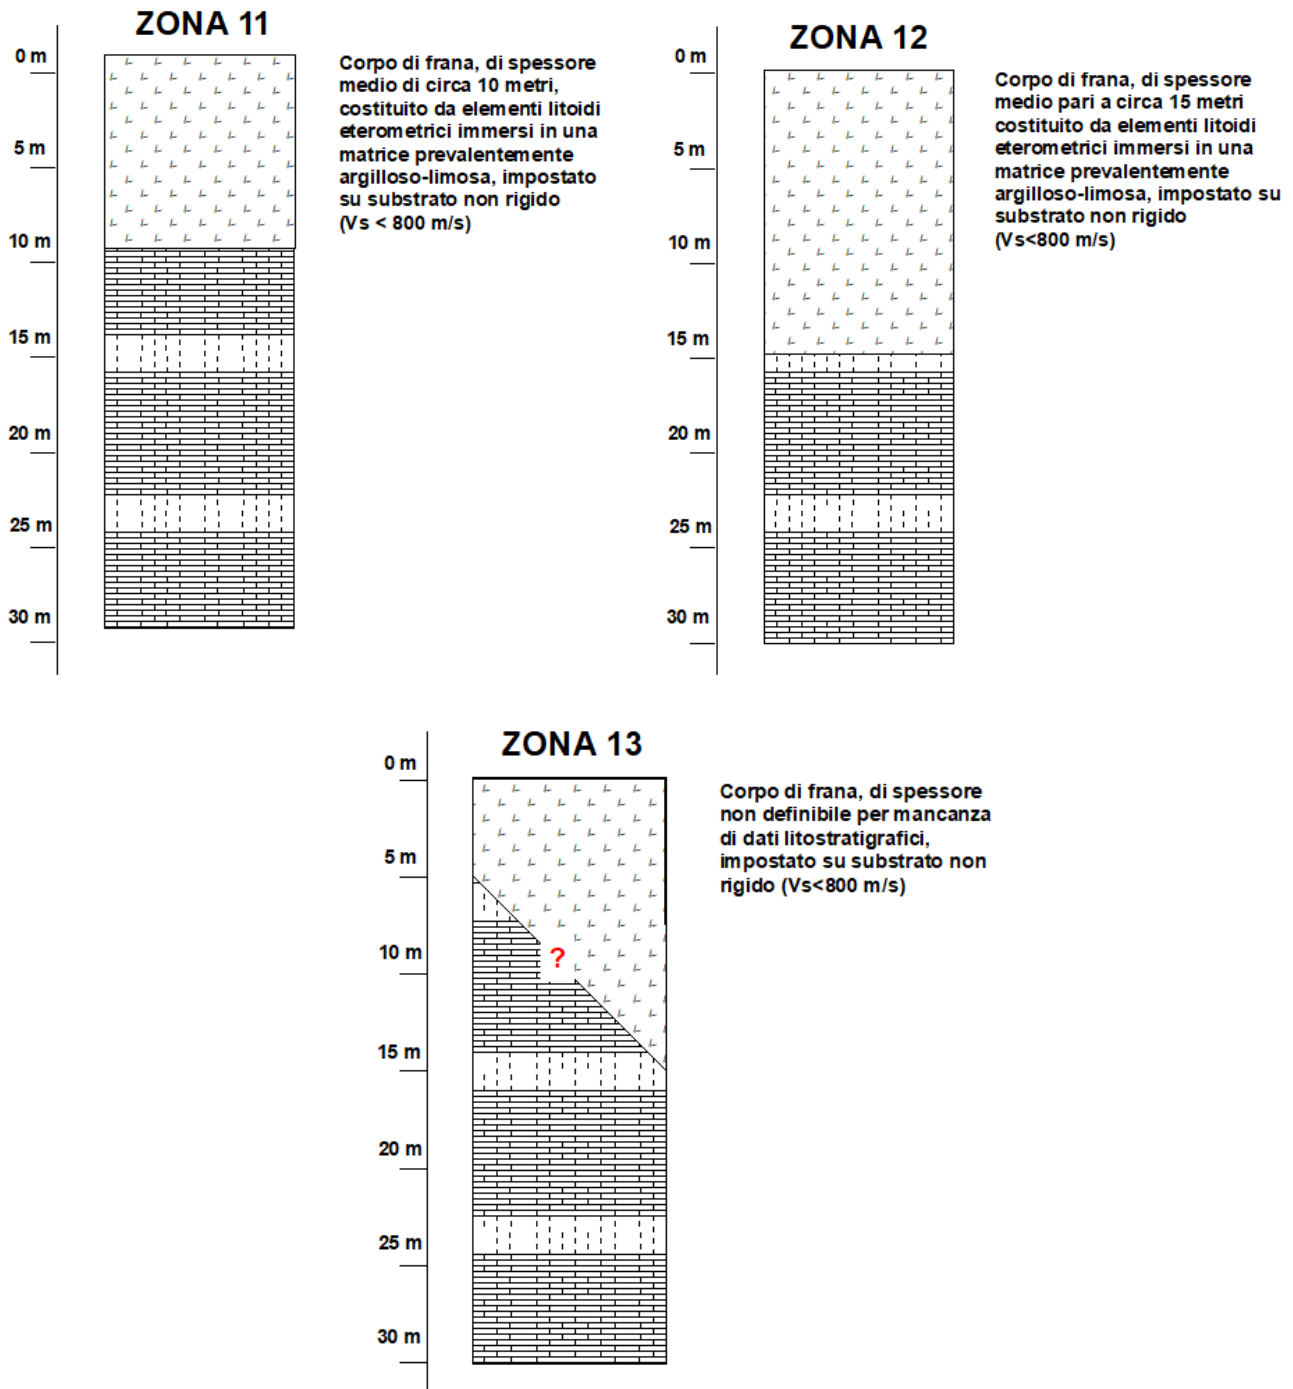 ZONA 11
0 m
5 m
10 m
15 m
20 m
25 m
30 m
Corpo di frana, di spessore
medio di circa 10 metri,
costituito da elementi litoidi
eterometrici immersi in una
matrice prevalentemente
argilloso-limosa, impostato
su substrato non rigido
(Vs < 800 m/s)
ZONA 12
0 m
5 m
10 m
15 m
20 m
25 m
30 m
Corpo di frana, di spessore
medio pari a circa 15 metri
costituito da elementi litoidi
eterometrici immersi in una
matrice prevalentemente
argilloso-limosa, impostato su
substrato non rigido
(Vs<800 m/s)
ZONA 13
0 m
5 m
10 m
15 m
20 m
25 m
30 m
?
Corpo di frana, di spessore
non definibile per mancanza
di dati litostratigrafici,
impostato su substrato non
rigido (Vs<800 m/s)